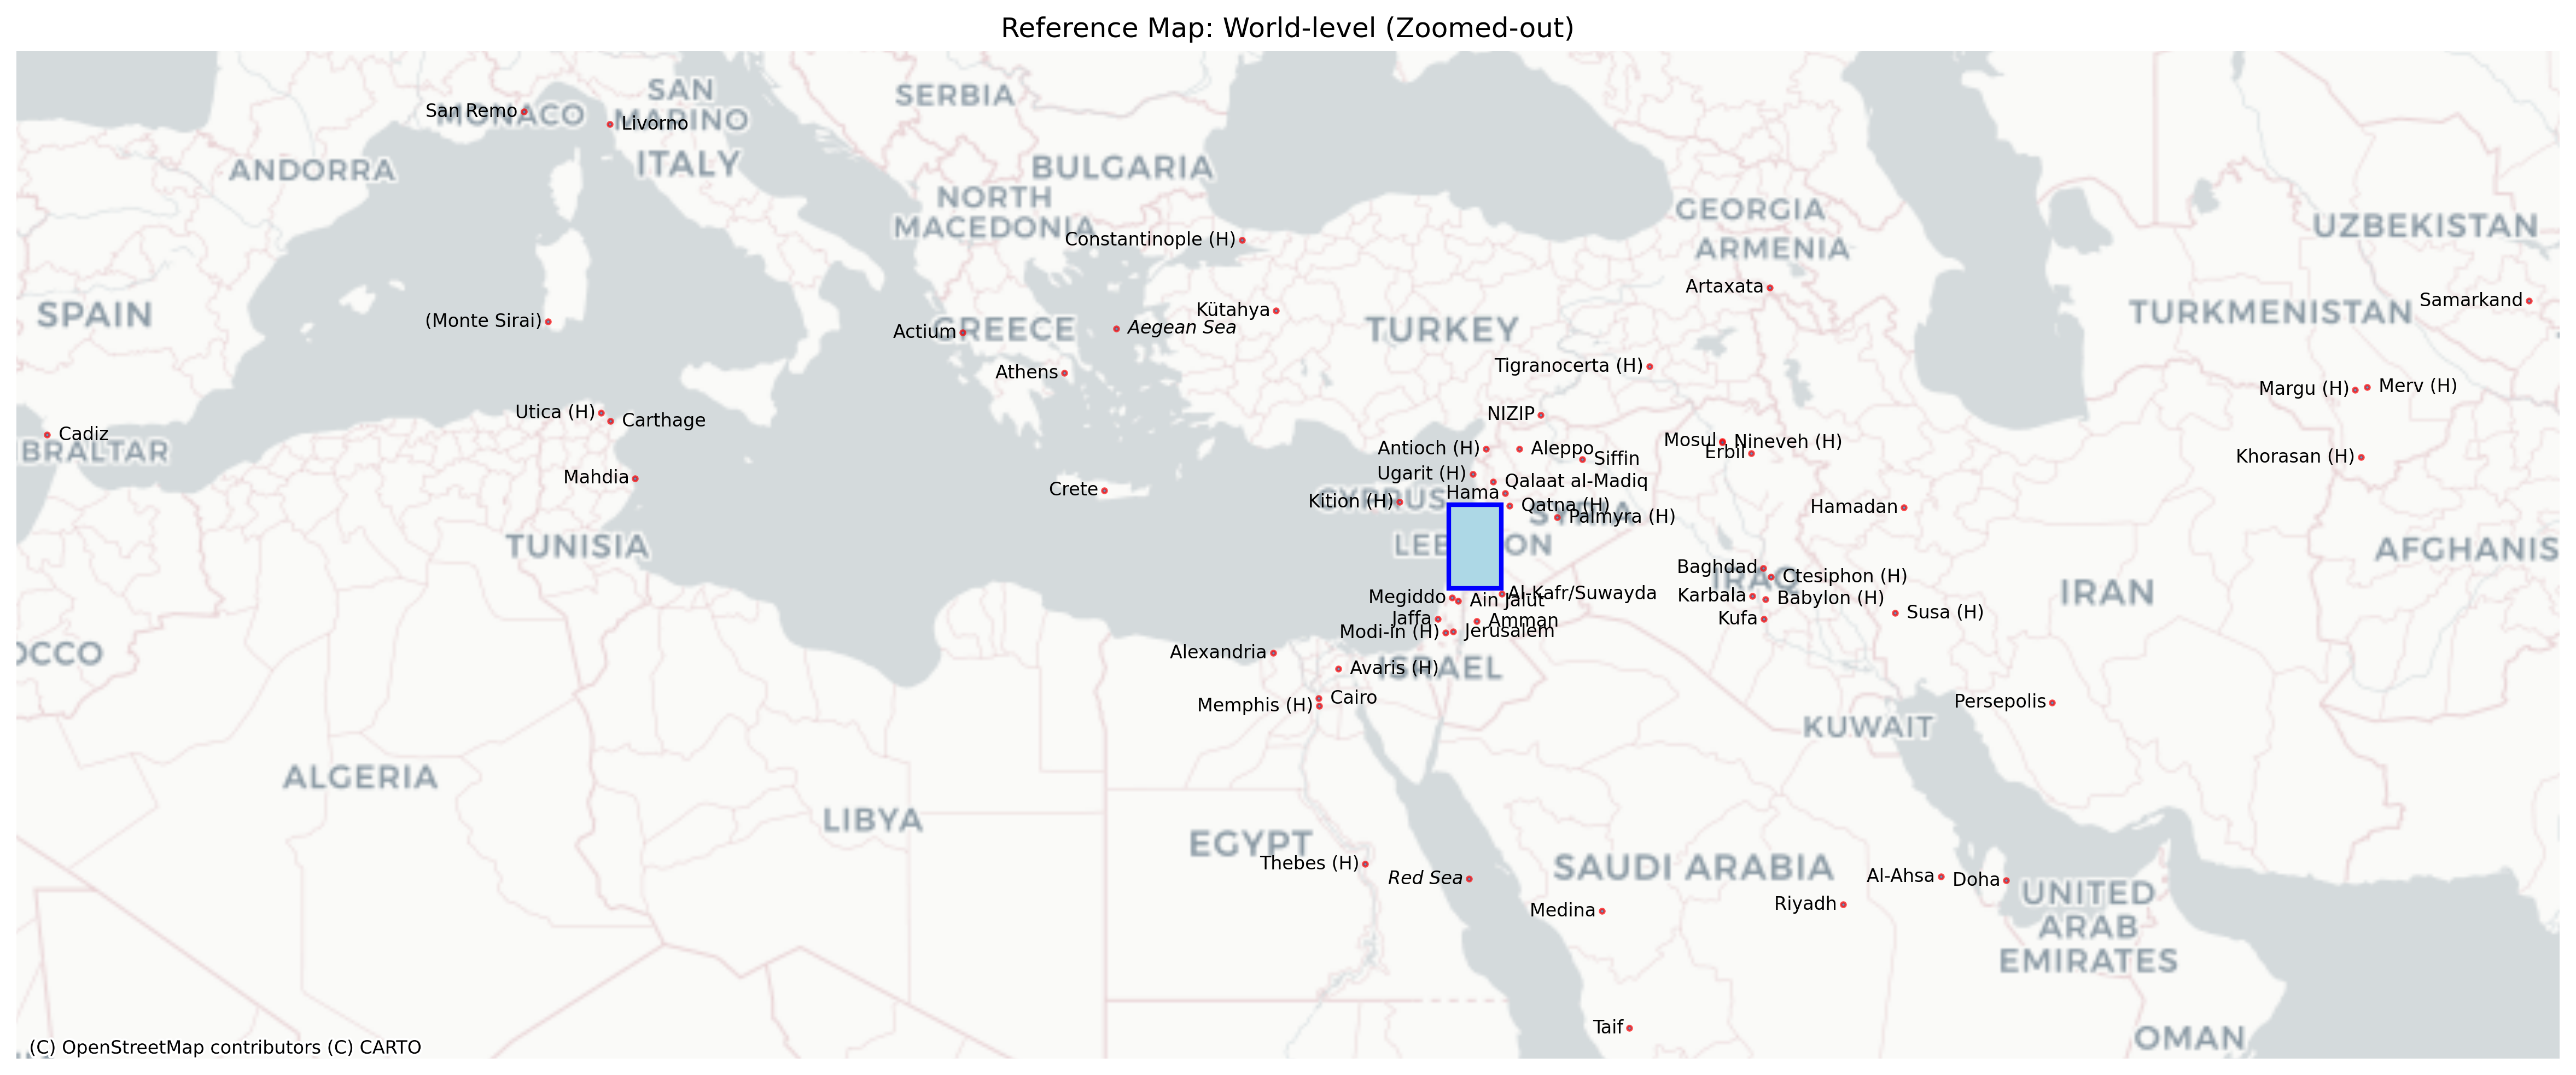 Reference Map: World-level (Zoomed-out)
San Remo
MONACO
SAN
MARINO
Livorno
ITALY
ANDORRA
SERBIA
BULGARIA
NORTH
MACEDONIA
Constantinople (H)
GEORGIA
ARMENIA
UZBEKISTAN
Artaxata
Samarkand
SPAIN
(Monte Sirai)
Actium
GREECE
Aegean Sea
Kütahya
TURKEY
TURKMENISTAN
Athens
Tigranocerta (H)
Margu (H)
Merv (H)
Utica (H)
Carthage
NIZIP
Cadiz
IBRALTAR
Antioch (H)
Aleppo
Siffin
Mosul
Nineveh (H)
Erbil
Khorasan (H)
Mahdia
Crete
Ugarit (H)
Qalaat al-Madiq
Hama
CYPRUS
Kition (H)
Qatna (H)
SYRIA
Palmyra (H)
Hamadan
TUNISIA
LEB
ON
AFGHANIS
Baghdad
IRAQ
Ctesiphon (H)
IRAN
Karbala
Babylon (H)
Kufa
Susa (H)
Megiddo
Ain Jalut
Al-Kafr/Suwayda
Jaffa
Amman
Modi-in (H)
Jerusalem
OCCO
Alexandria
Avaris (H)
ISRAEL
Memphis (H)
Cairo
Persepolis
KUWAIT
ALGERIA
LIBYA
EGYPT
Thebes (H)
Red Sea
SAUDI ARABIA
Al-Ahsa
Doha
UNITED
ARAB
EMIRATES
Medina
Riyadh
Taif
OMAN
(C) OpenStreetMap contributors (C) CARTO